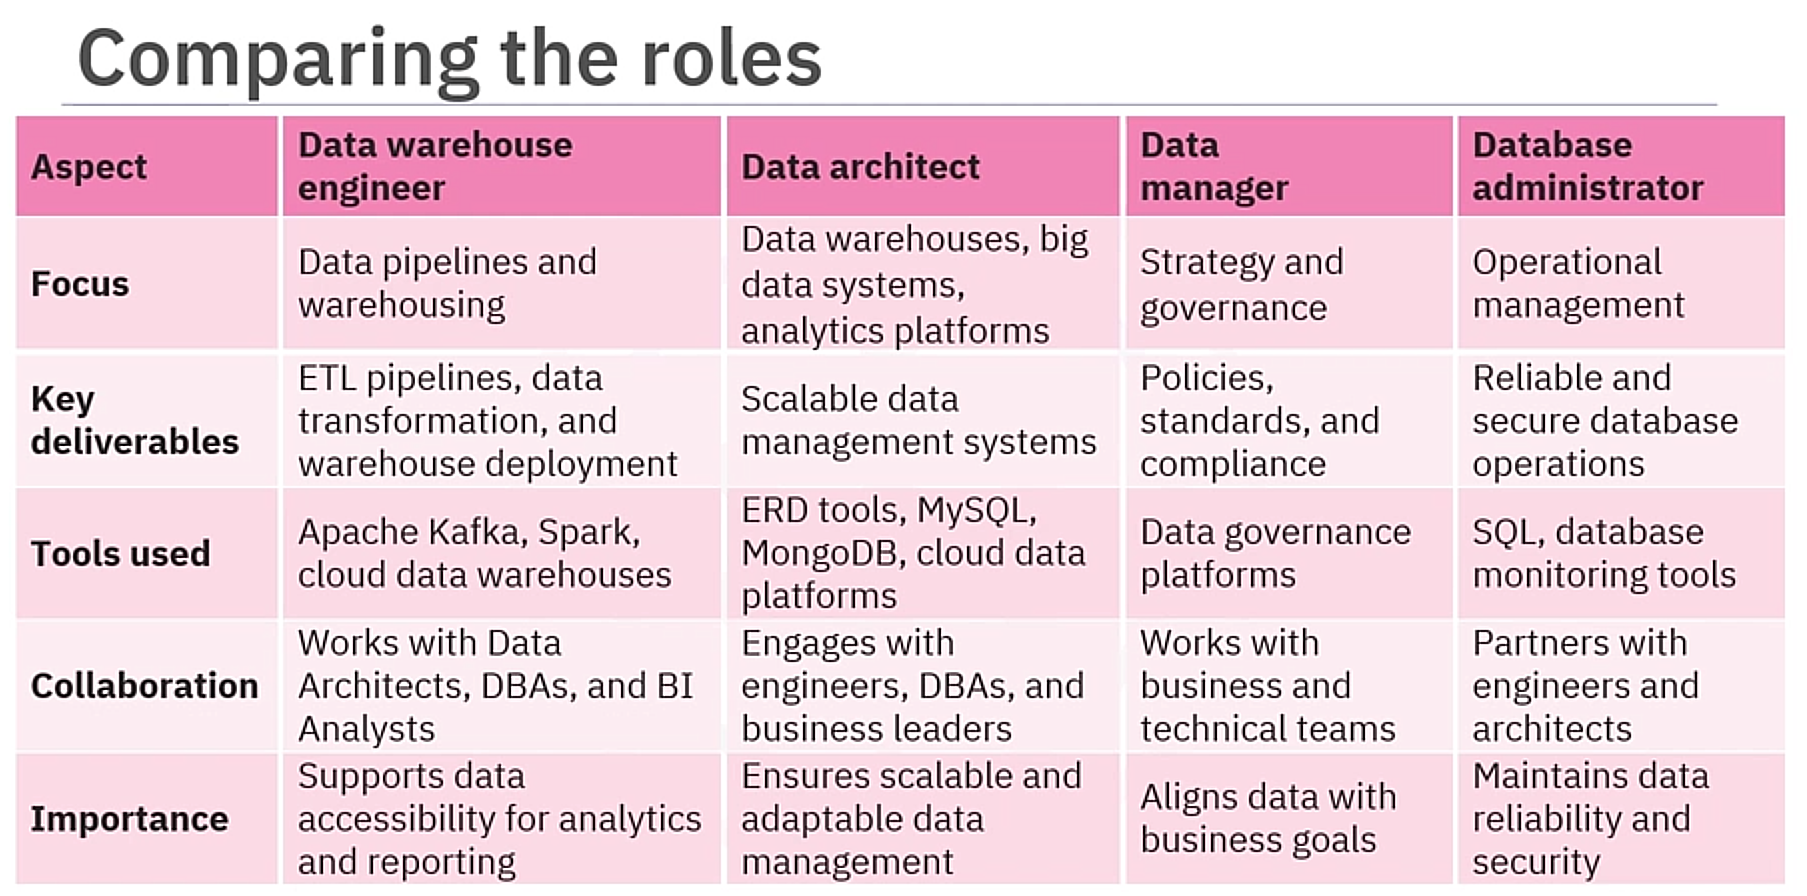 Comparing the roles
Aspect
Data warehouse
engineer
Data architect
Data
manager
Database
administrator
Focus
Data pipelines and
warehousing
Data warehouses, big
data systems,
analytics platforms
Strategy and
governance
Operational
management
Key
deliverables
ETL pipelines, data
transformation, and
warehouse deployment
Scalable data
management systems
Policies,
standards, and
compliance
Reliable and
secure database
operations
Tools used
Apache Kafka, Spark,
cloud data warehouses
ERD tools, MySQL,
MongoDB, cloud data
platforms
Data governance
platforms
SQL, database
monitoring tools
Collaboration
Works with Data
Architects, DBAs, and BI
Analysts
Engages with
engineers, DBAs, and
business leaders
Works with
business and
technical teams
Partners with
engineers and
architects
Importance
Supports data
accessibility for analytics
and reporting
Ensures scalable and
adaptable data
management
Aligns data with
business goals
Maintains data
reliability and
security